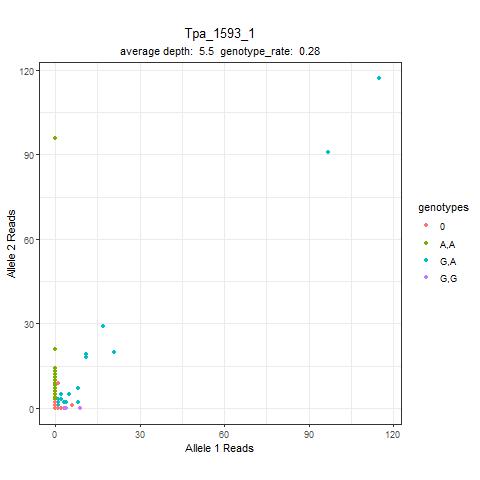 Tpa_1593_1
average depth: 5.5 genotype_rate: 0.28
120
90
60
30
0
Allele 2 Reads
0 30 60 90 120
Allele 1 Reads
genotypes
0
A,A
G,A
G,G